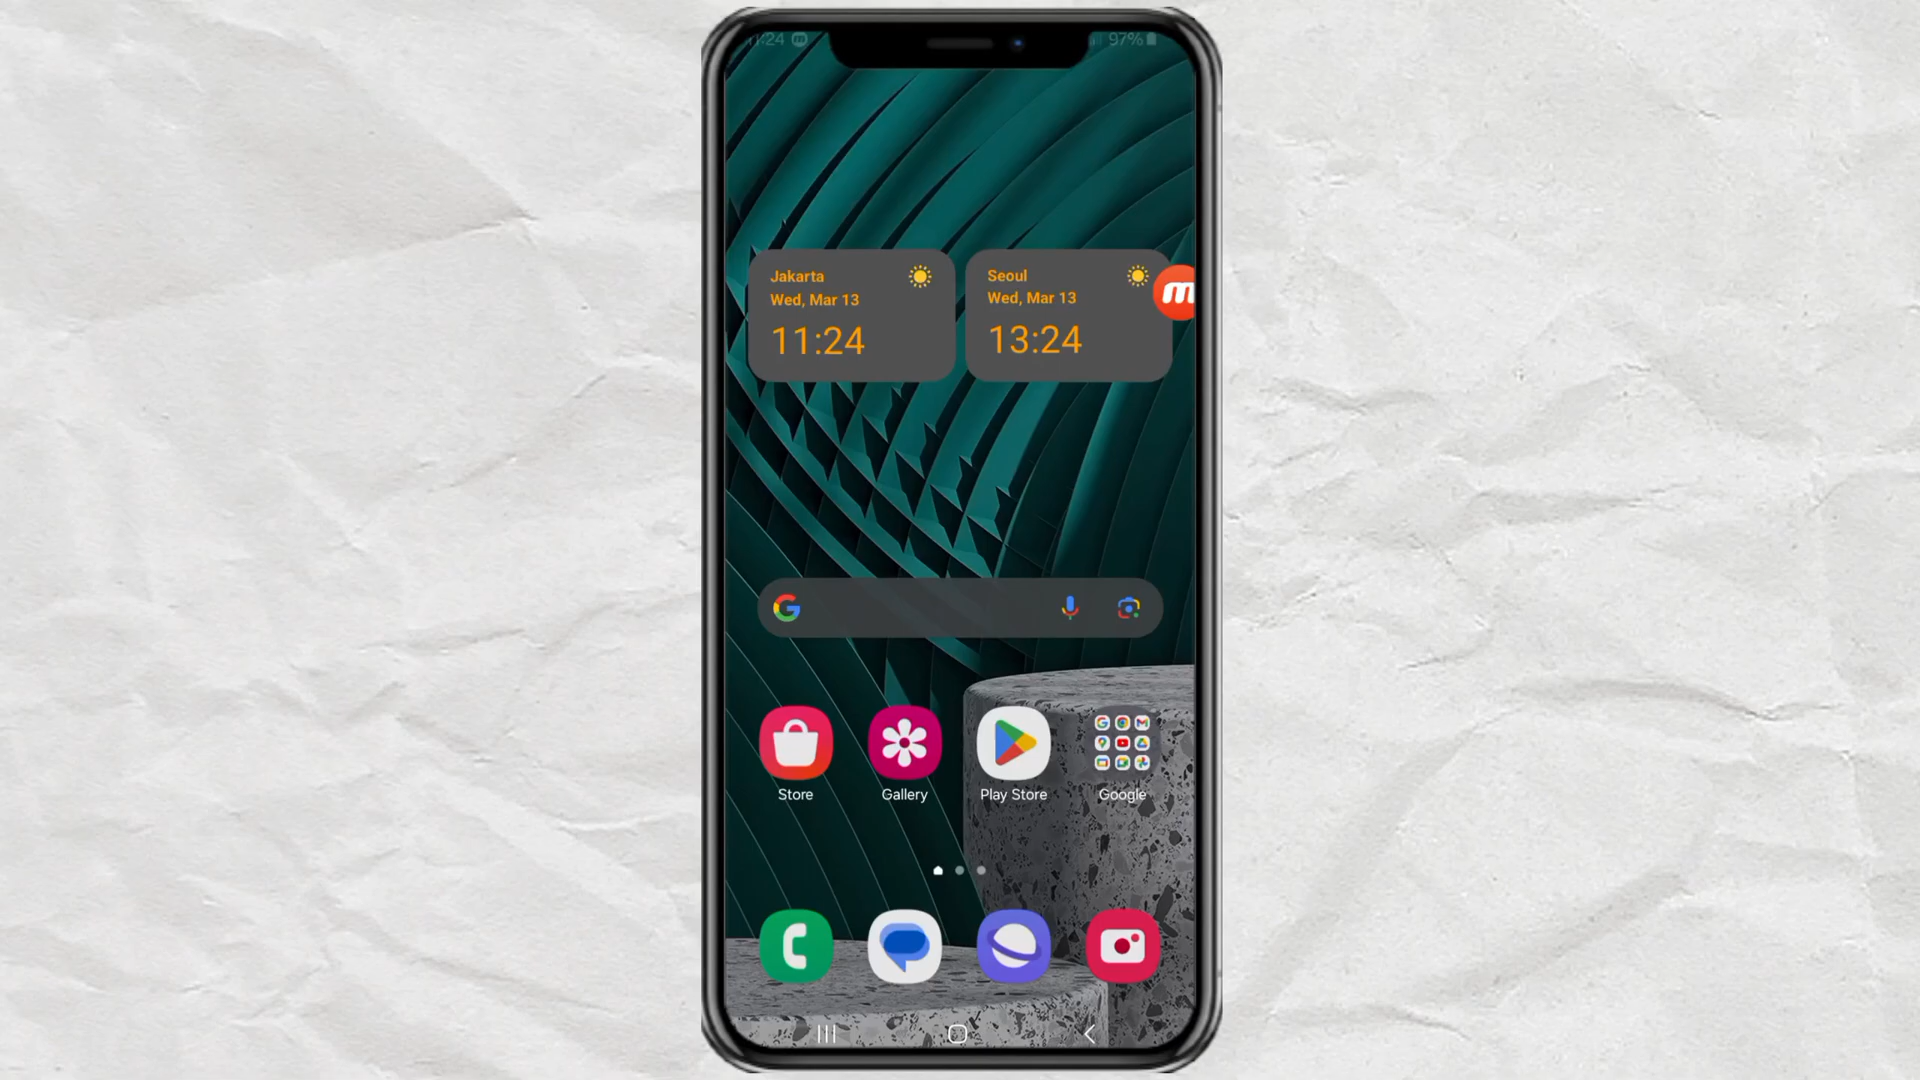 11:24
97%
Jakarta
Wed, Mar 13
11:24
Seoul
Wed, Mar 13
13:24
Store
Gallery
Play Store
Google